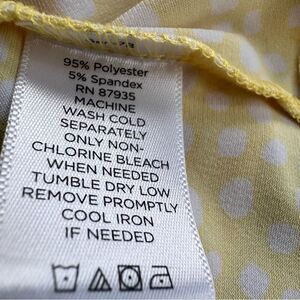 95% Polyester
5% Spandex
RN 87935
MACHINE
WASH COLD
SEPARATELY
ONLY NON-
CHLORINE BLEACH
WHEN NEEDED
TUMBLE DRY LOW
REMOVE PROMPTLY
COOL IRON
IF NEEDED